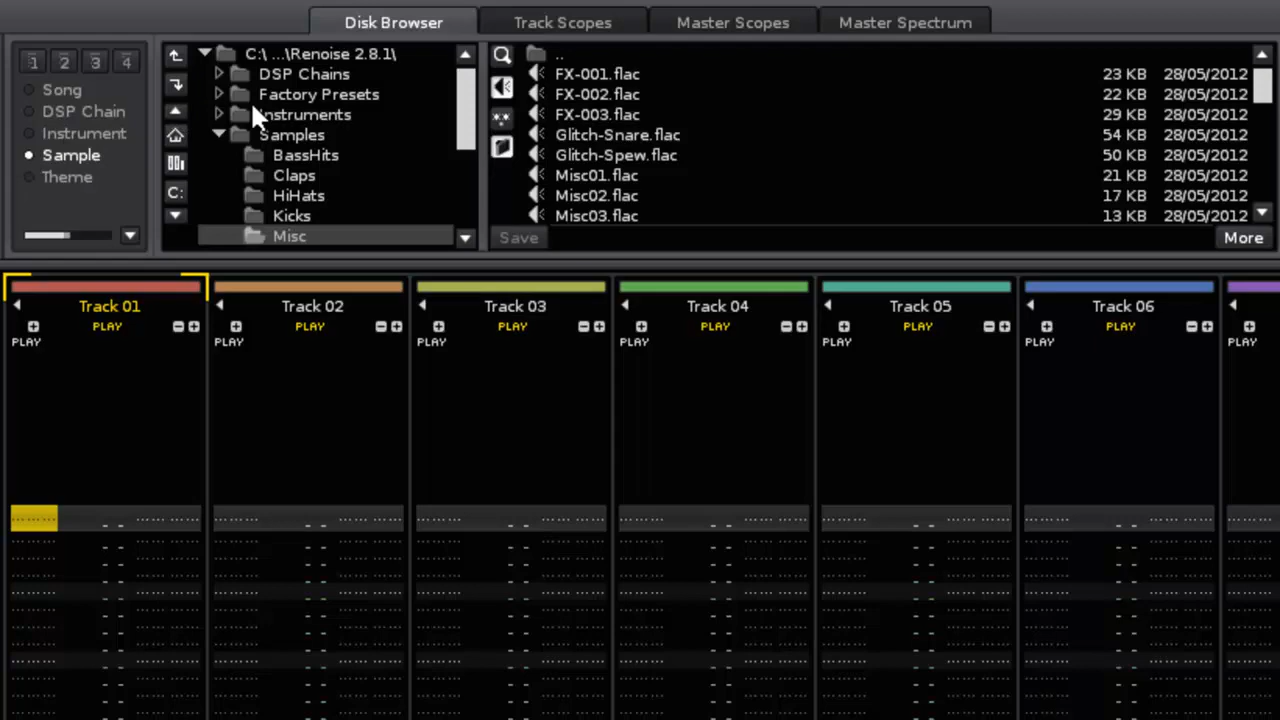 Disk Browser
Track Scopes
Master Scopes
Master Spectrum
1 2 3 4
Song
DSP Chain
Instrument
Sample
Theme
C:
C:\ ...\Renoise 2.8.1\
DSP Chains
Factory Presets
Instruments
Samples
BassHits
Claps
HiHats
Kicks
Misc
..
FX-001.flac 23 KB 28/05/2012
FX-002.flac 22 KB 28/05/2012
FX-003.flac 29 KB 28/05/2012
Glitch-Snare.flac 54 KB 28/05/2012
Glitch-Spew.flac 50 KB 28/05/2012
Misc01.flac 21 KB 28/05/2012
Misc02.flac 17 KB 28/05/2012
Misc03.flac 13 KB 28/05/2012
Save
More
Track 01 Track 02 Track 03 Track 04 Track 05 Track 06
PLAY PLAY PLAY PLAY PLAY PLAY
PLAY PLAY PLAY PLAY PLAY PLAY PLAY